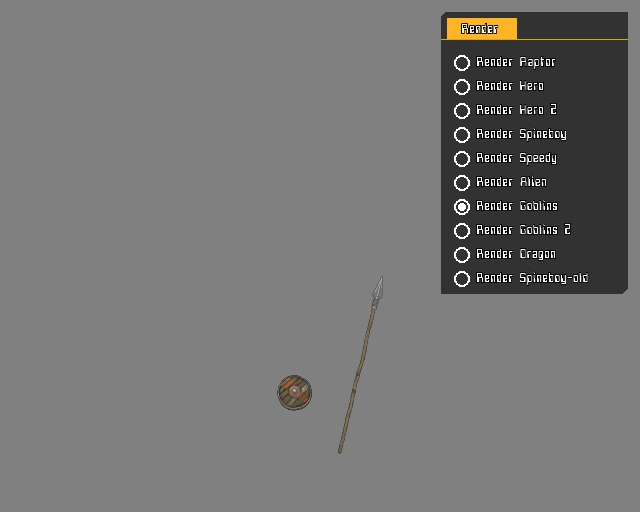 Render
Render Raptor
Render Hero
Render Hero 2
Render Spineboy
Render Speedy
Render Alien
Render Goblins
Render Goblins 2
Render Dragon
Render Spineboy-old